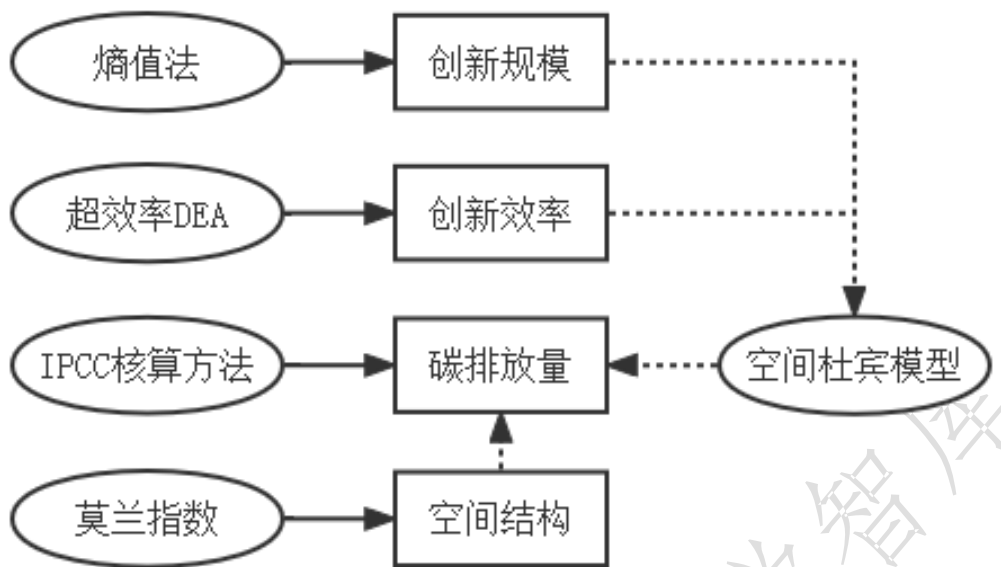 熵值法
创新规模
超效率DEA
创新效率
IPCC核算方法
碳排放量
空间杜宾模型
莫兰指数
空间结构
智库